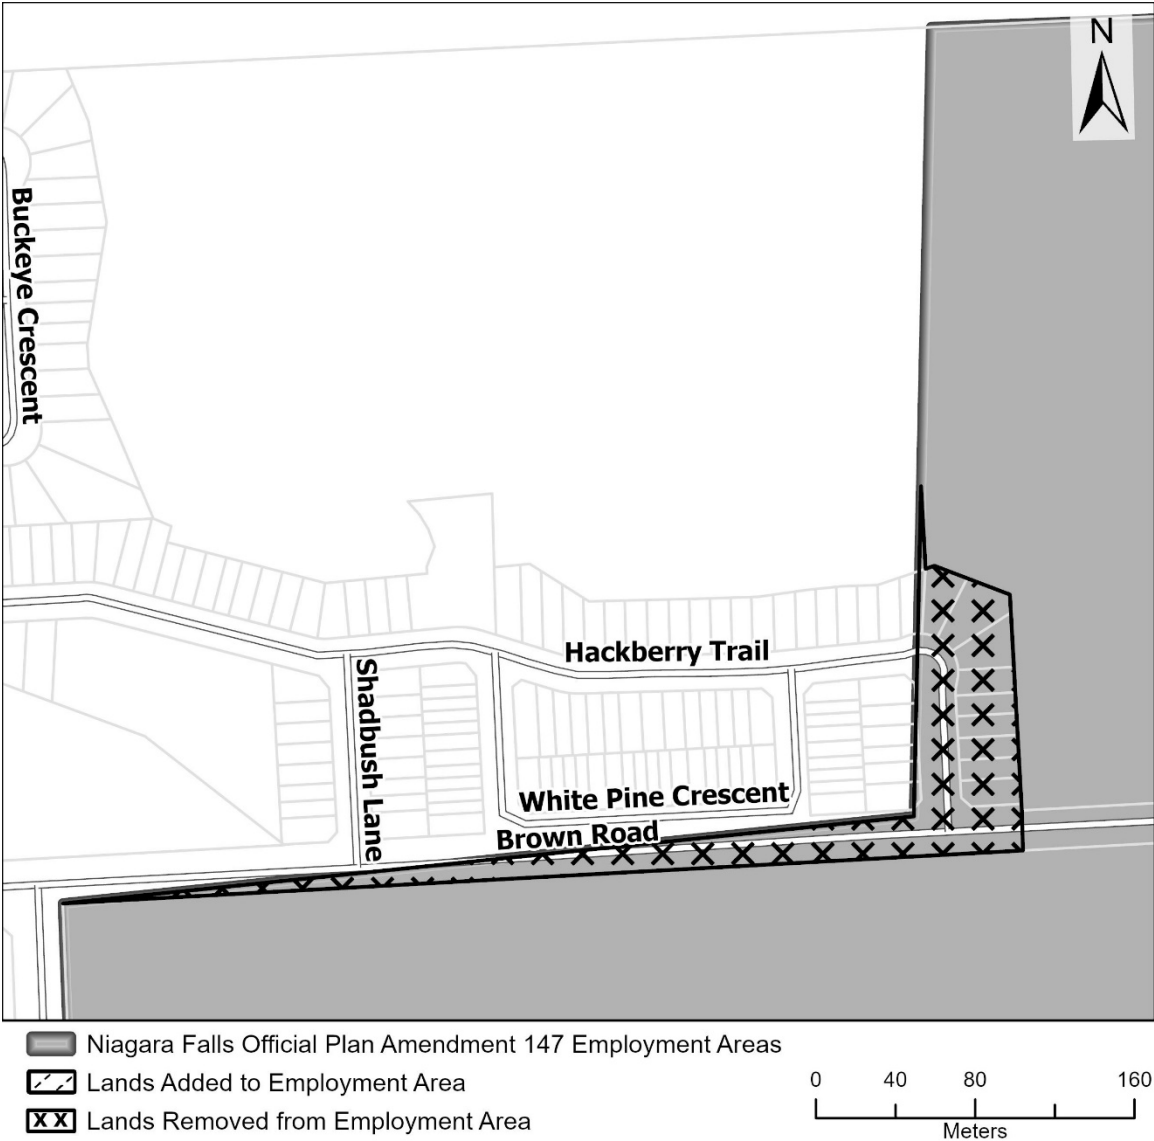 N
Buckeye Crescent
Hackberry Trail
Shadbush Lane
White Pine Crescent
Brown Road
Niagara Falls Official Plan Amendment 147 Employment Areas
Lands Added to Employment Area
Lands Removed from Employment Area
0 40 80 160
Meters